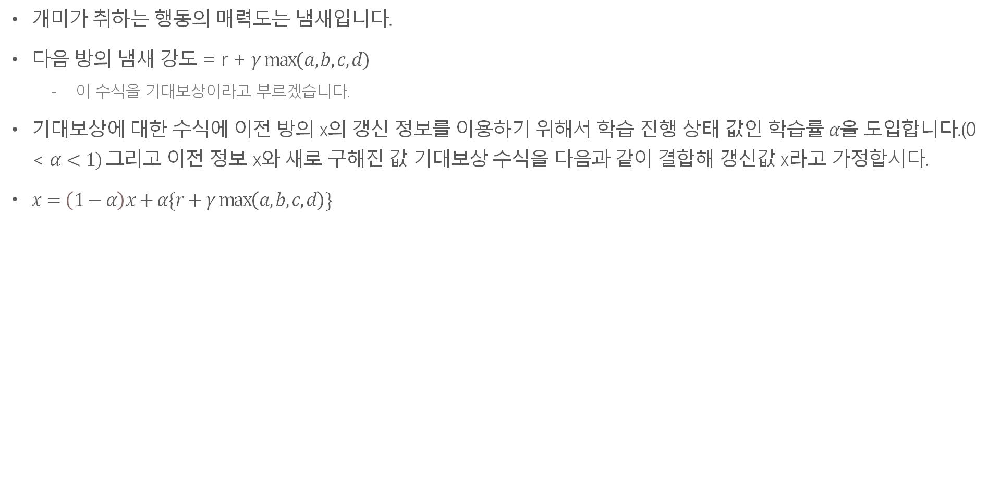 • 개미가 취하는 행동의 매력도는 냄새입니다.
• 다음 방의 냄새 강도 = r + γ max(a, b, c, d)
- 이 수식을 기대보상이라고 부르겠습니다.
• 기대보상에 대한 수식에 이전 방의 x의 갱신 정보를 이용하기 위해서 학습 진행 상태 값인 학습률 α을 도입합니다.(0
< α < 1) 그리고 이전 정보 x와 새로 구해진 값 기대보상 수식을 다음과 같이 결합해 갱신값 x라고 가정합시다.
• x = (1 − α)x + α{r + γ max(a, b, c, d)}